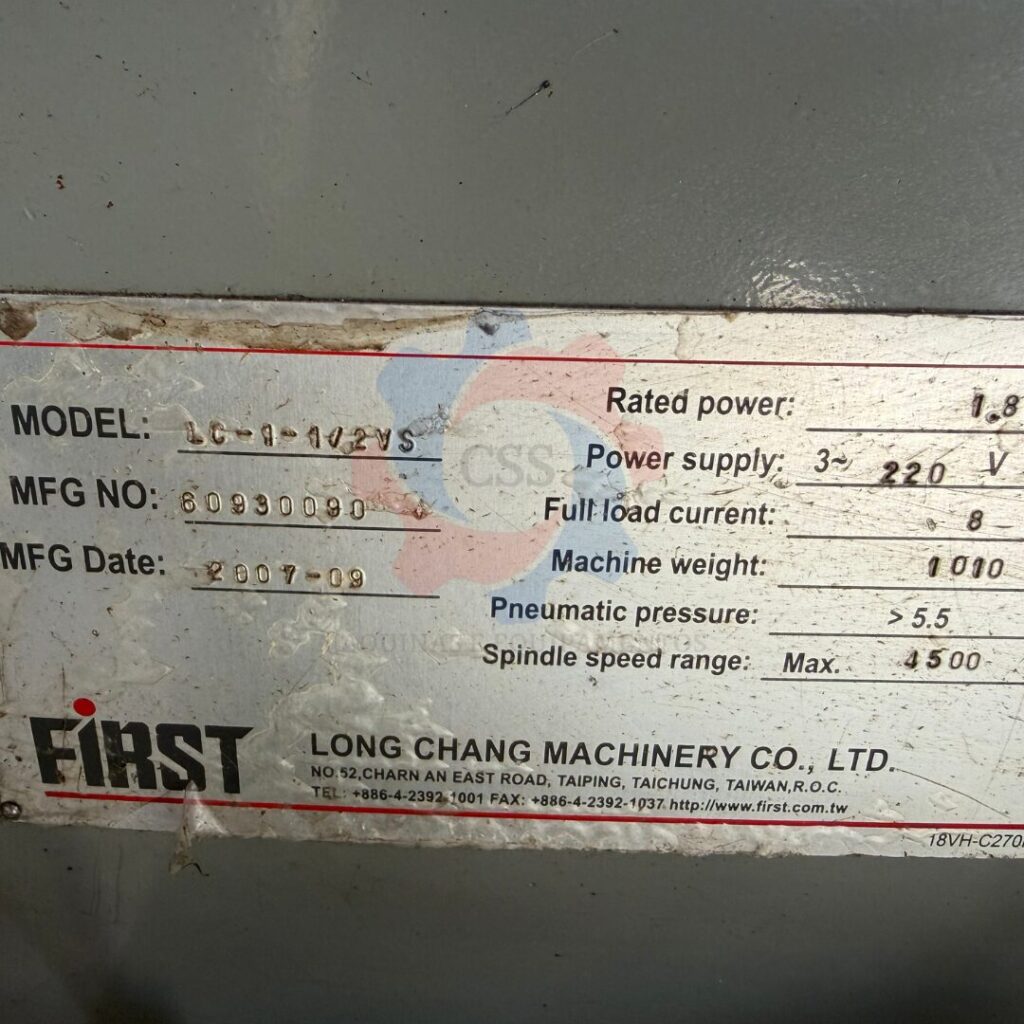 MODEL: LC-1-1/2VS
MFG NO: 60930090
MFG Date: 2007-09
Rated power: 1.8
Power supply: 3~ 220 V
Full load current: 8
Machine weight: 1010
Pneumatic pressure: > 5.5
Spindle speed range: Max. 4500
CSS
FIRST
LONG CHANG MACHINERY CO., LTD.
NO.52,CHARN AN EAST ROAD, TAIPING, TAICHUNG, TAIWAN,R.O.C.
TEL: +886-4-2392-1001 FAX: +886-4-2392-1037 http://www.first.com.tw
18VH-C270